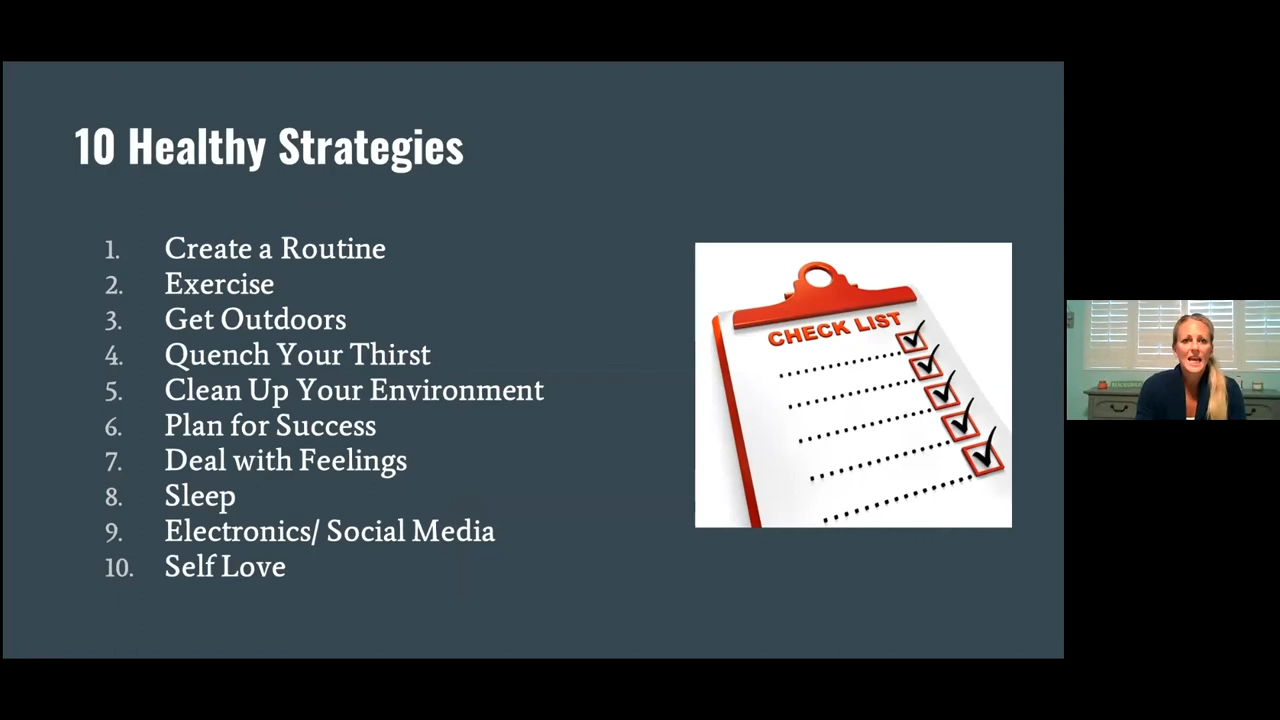 10 Healthy Strategies
1. Create a Routine
2. Exercise
3. Get Outdoors
4. Quench Your Thirst
5. Clean Up Your Environment
6. Plan for Success
7. Deal with Feelings
8. Sleep
9. Electronics/ Social Media
10. Self Love
CHECK LIST